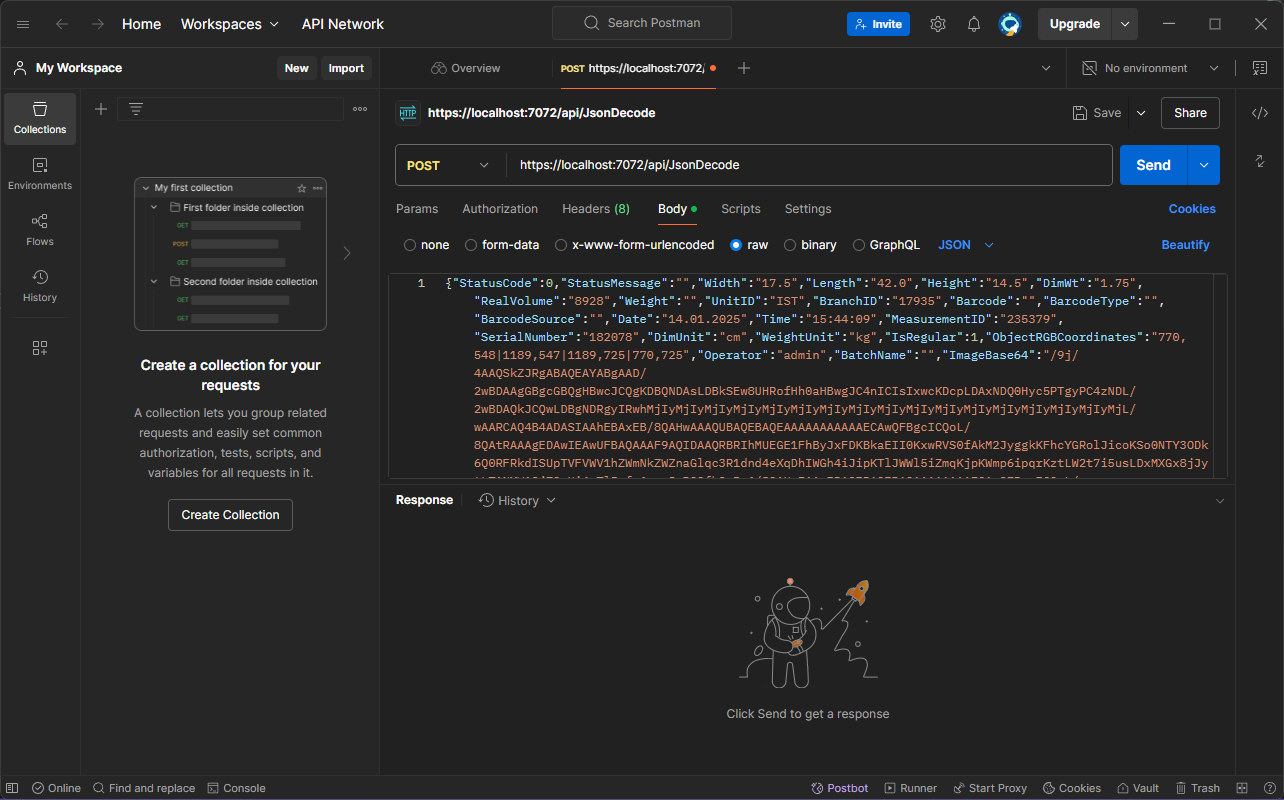 Home Workspaces API Network Search Postman Invite Upgrade
My Workspace New Import Overview POST https://localhost:7072/ No environment
Collections
Environments
Flows
History
My first collection
First folder inside collection
GET
POST
GET
Second folder inside collection
GET
GET
Create a collection for your
requests
A collection lets you group related
requests and easily set common
authorization, tests, scripts, and
variables for all requests in it.
Create Collection
HTTP https://localhost:7072/api/JsonDecode Save Share
POST https://localhost:7072/api/JsonDecode Send
Params Authorization Headers (8) Body Scripts Settings Cookies
none form-data x-www-form-urlencoded raw binary GraphQL JSON Beautify
1 {"StatusCode":0,"StatusMessage":"","Width":"17.5","Length":"42.0","Height":"14.5","DimWt":"1.75",
"RealVolume":"8928","Weight":"","UnitID":"IST","BranchID":"17935","Barcode":"","BarcodeType":"",
"BarcodeSource":"","Date":"14.01.2025","Time":"15:44:09","MeasurementID":"235379",
"SerialNumber":"182078","DimUnit":"cm","WeightUnit":"kg","IsRegular":1,"ObjectRGBCoordinates":"770,
548|1189,547|1189,725|770,725","Operator":"admin","BatchName":"","ImageBase64":"/9j/
4AAQSkZJRgABAQEAYABgAAD/
2wBDAAgGBgcGBQgHBwcJCQgKDBQNDAsLDBkSEw8UHRofHh0aHBwgJC4nICIsIxwcKDcpLDAxNDQ0Hyc5PTgyPC4zNDL/
2wBDAQkJCQwLDBgNDRgyIRwhMjIyMjIyMjIyMjIyMjIyMjIyMjIyMjIyMjIyMjIyMjIyMjIyMjIyMjIyMjIyMjIyMjL/
wAARCAQ4B4ADASIAAhEBAxEB/8QAHwAAAQUBAQEBAQEAAAAAAAAAAAECAwQFBgcICQoL/
8QAtRAAAgEDAwIEAwUFBAQAAAF9AQIDAAQRBRIhMUEGE1FhByJxFDKBkaEII0KxwRVS0fAkM2JyggkKFhcYGRolJicoKSo0NTY3ODk
6Q0RFRkdISUpTVFVWV1hZWmNkZWZnaGlqc3R1dnd4eXqDhIWGh4iJipKTlJWWl5iZmqKjpKWmp6ipqrKztLW2t7i5usLDxMXGx8jJy
Response History
Click Send to get a response
Online Find and replace Console Postbot Runner Start Proxy Cookies Vault Trash